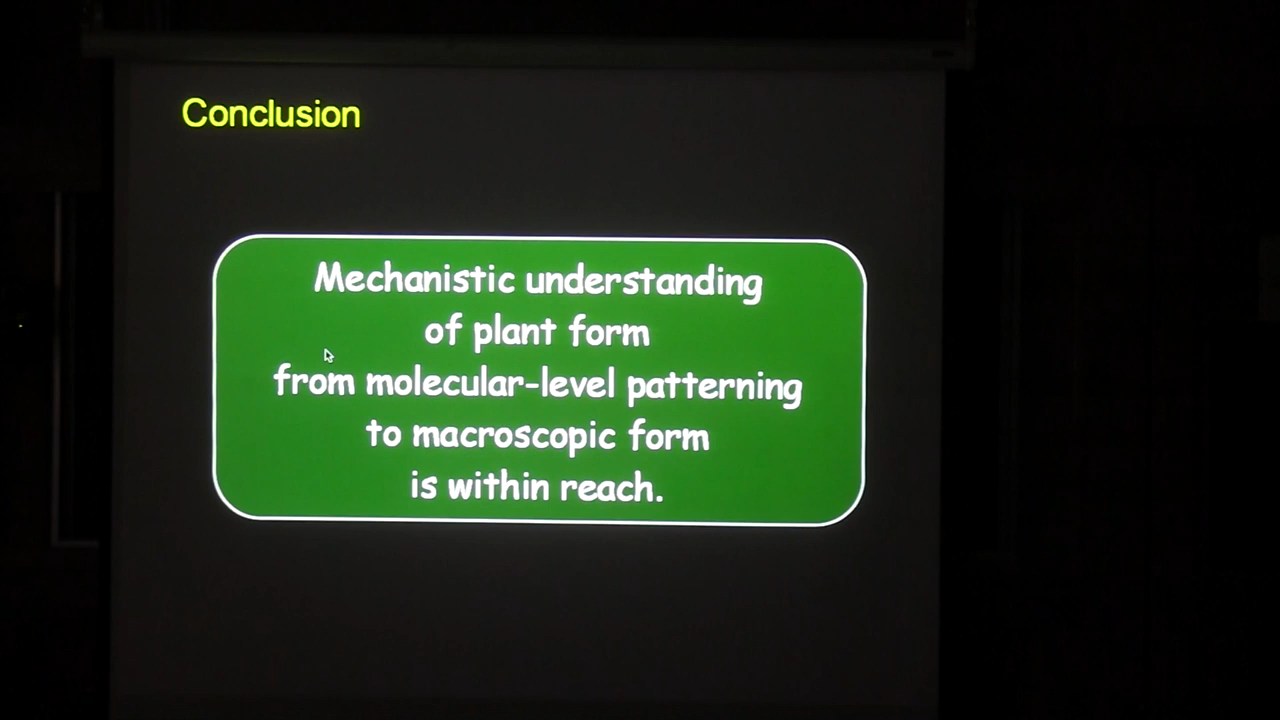 Conclusion
Mechanistic understanding
of plant form
from molecular-level patterning
to macroscopic form
is within reach.